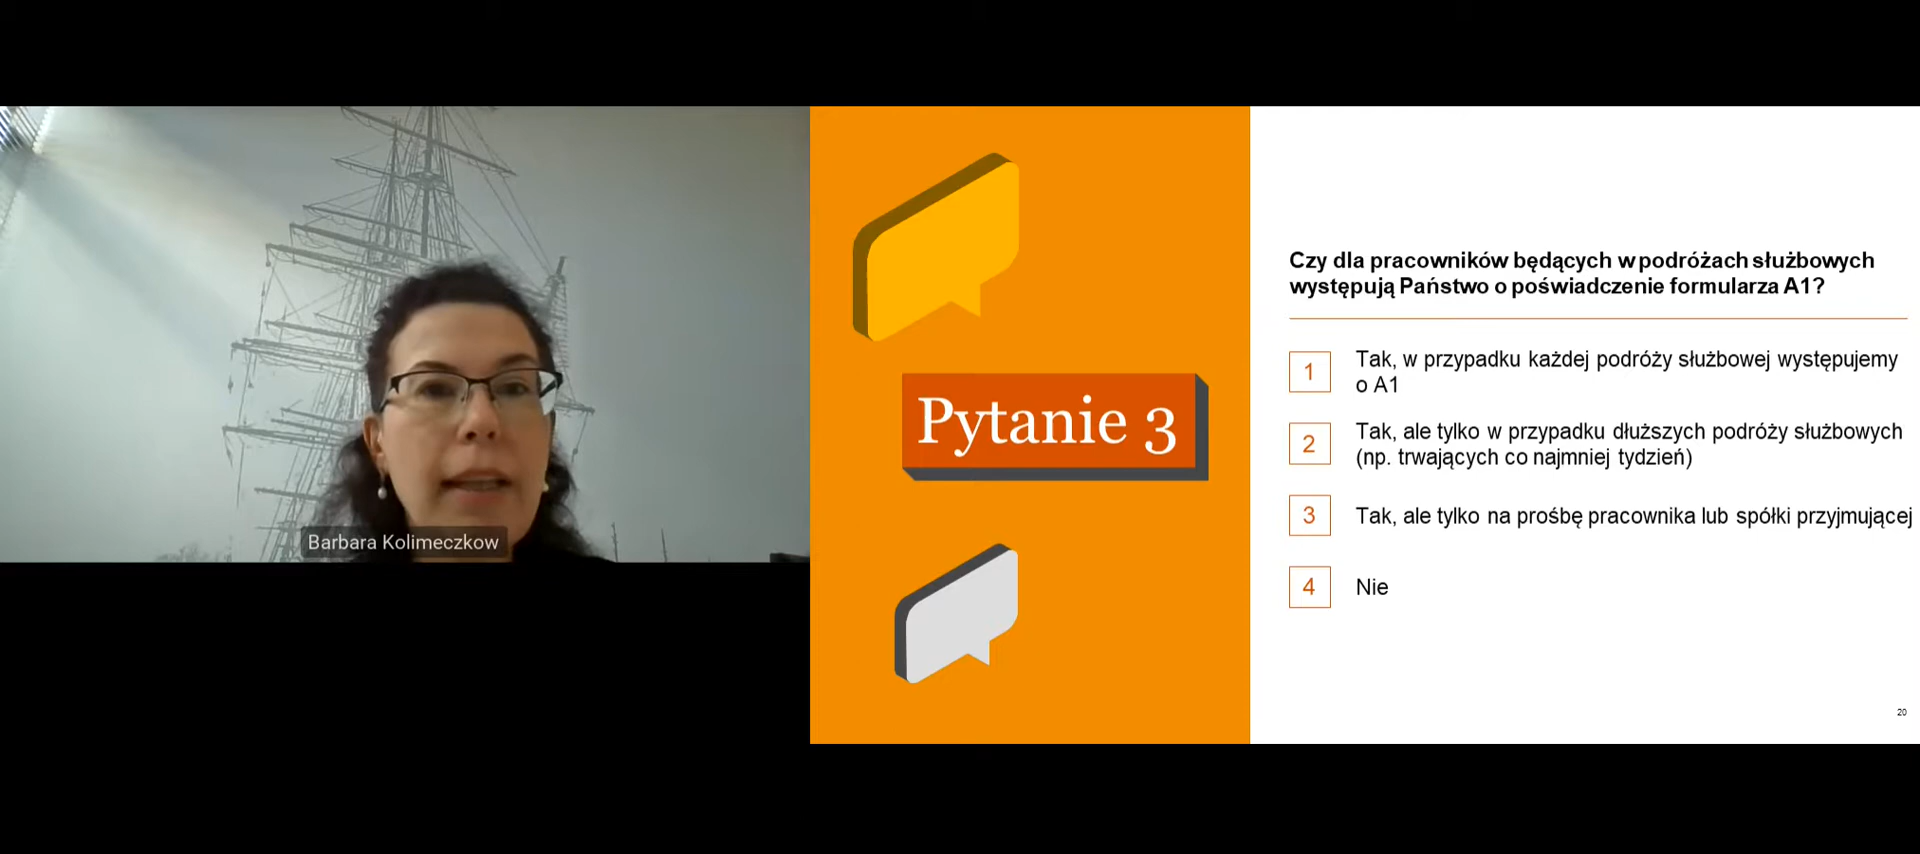 Barbara Kolimeczkow
Pytanie 3
Czy dla pracowników będących w podróżach służbowych
występują Państwo o poświadczenie formularza A1?
1
Tak, w przypadku każdej podróży służbowej występujemy
o A1
2
Tak, ale tylko w przypadku dłuższych podróży służbowych
(np. trwających co najmniej tydzień)
3
Tak, ale tylko na prośbę pracownika lub spółki przyjmującej
4
Nie
20